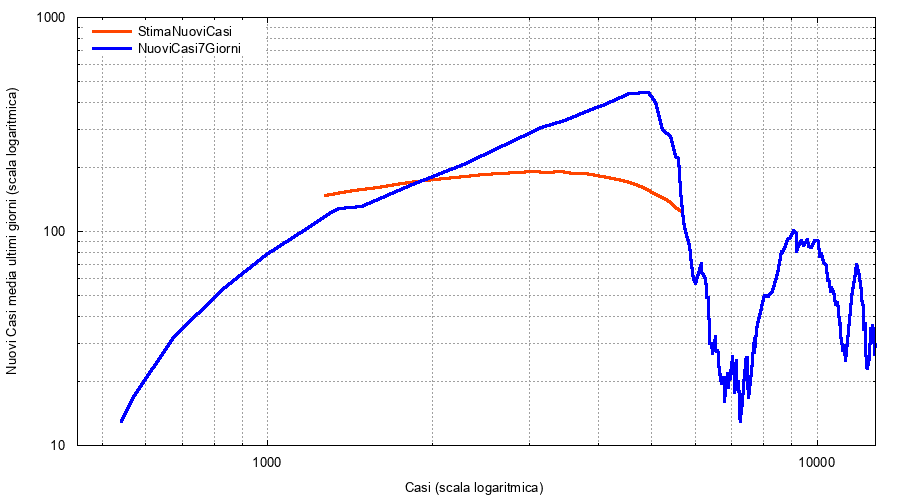 1000
StimaNuoviCasi
NuoviCasi7Giorni
Nuovi Casi media ultimi giorni (scala logaritmica)
100
10
1000
10000
Casi (scala logaritmica)